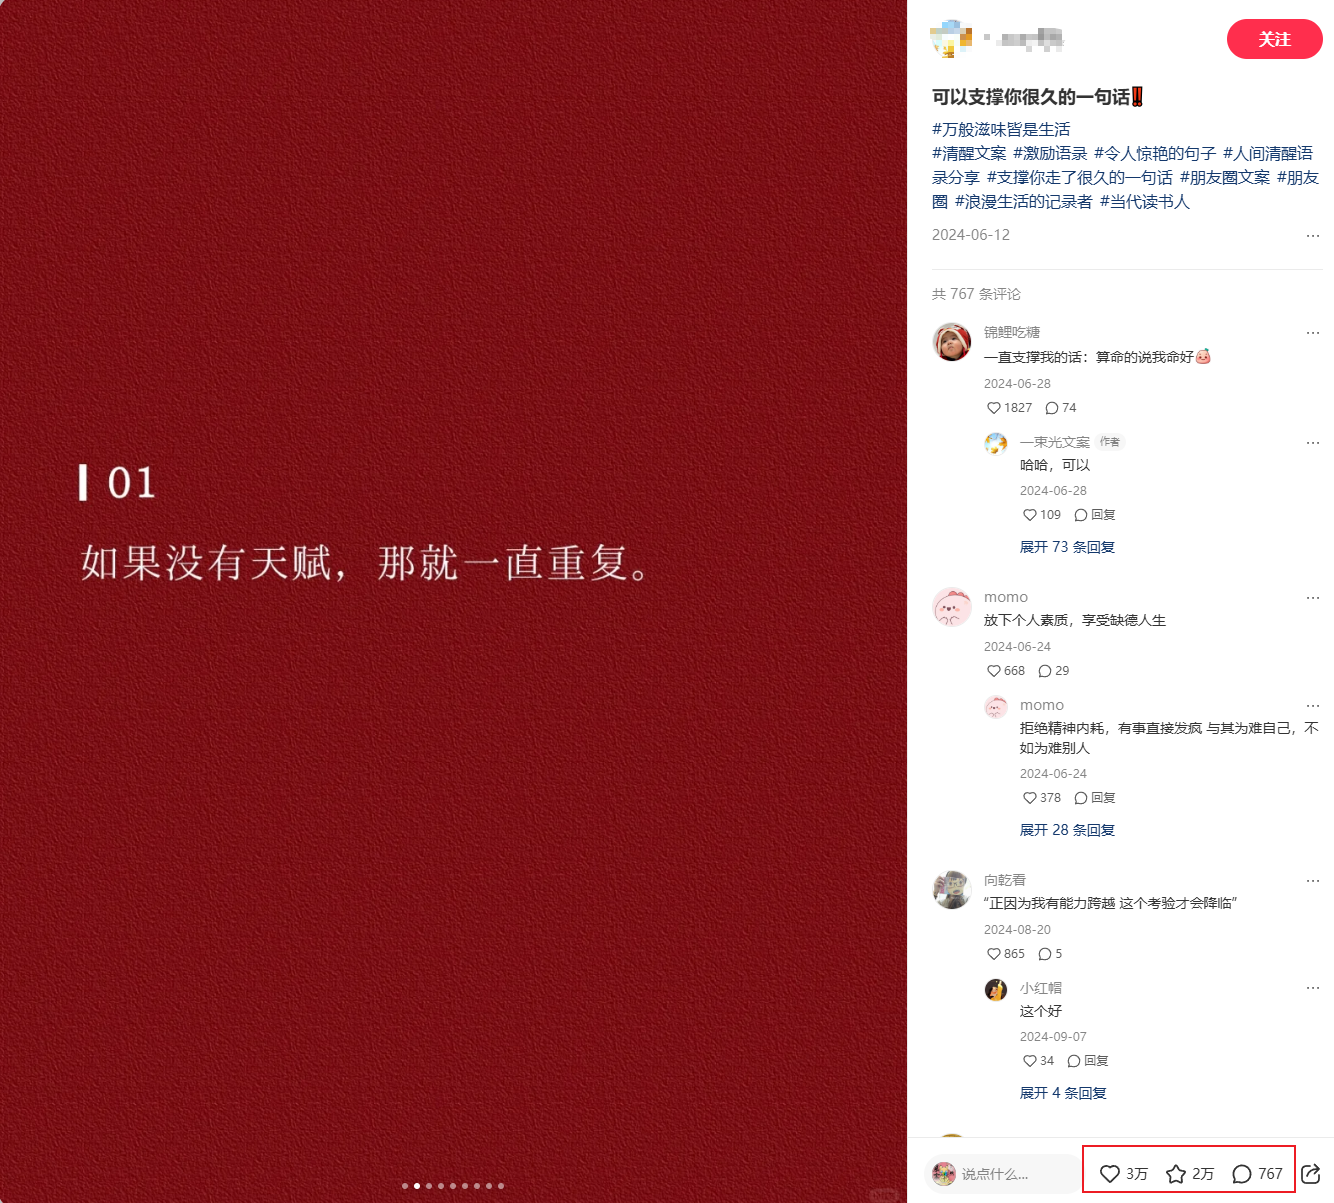 01
如果没有天赋，那就一直重复。
关注
可以支撑你很久的一句话‼️
#万般滋味皆是生活
#清醒文案 #激励语录 #令人惊艳的句子 #人间清醒语
录分享 #支撑你走了很久的一句话 #朋友圈文案 #朋友
圈 #浪漫生活的记录者 #当代读书人
2024-06-12
共 767 条评论
锦鲤吃糖
一直支撑我的话：算命的说我命好
2024-06-28
1827 74
一束光文案 作者
哈哈，可以
2024-06-28
109 回复
展开 73 条回复
momo
放下个人素质，享受缺德人生
2024-06-24
668 29
momo
拒绝精神内耗，有事直接发疯 与其为难自己，不
如为难别人
2024-06-24
378 回复
展开 28 条回复
向乾看
“正因为我有能力跨越 这个考验才会降临”
2024-08-20
865 5
小红帽
这个好
2024-09-07
34 回复
展开 4 条回复
说点什么... 3万 2万 767